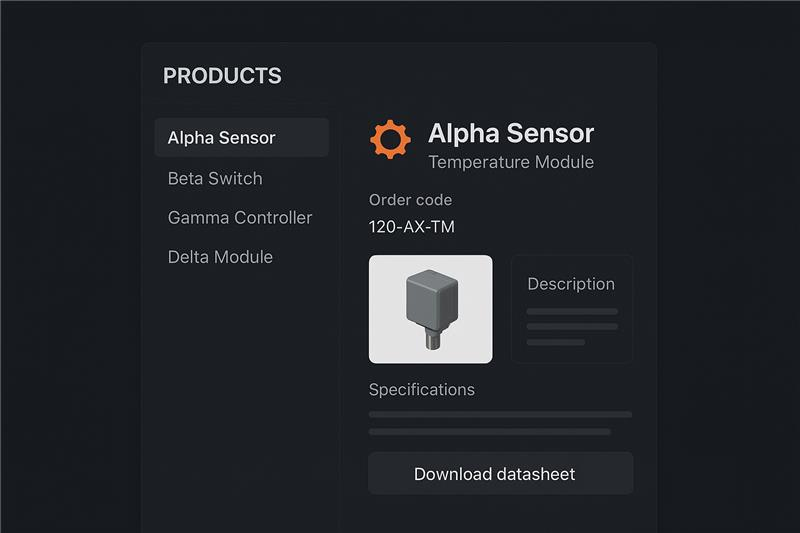 PRODUCTS
Alpha Sensor
Beta Switch
Gamma Controller
Delta Module
Alpha Sensor
Temperature Module
Order code
120-AX-TM
Description
Specifications
Download datasheet